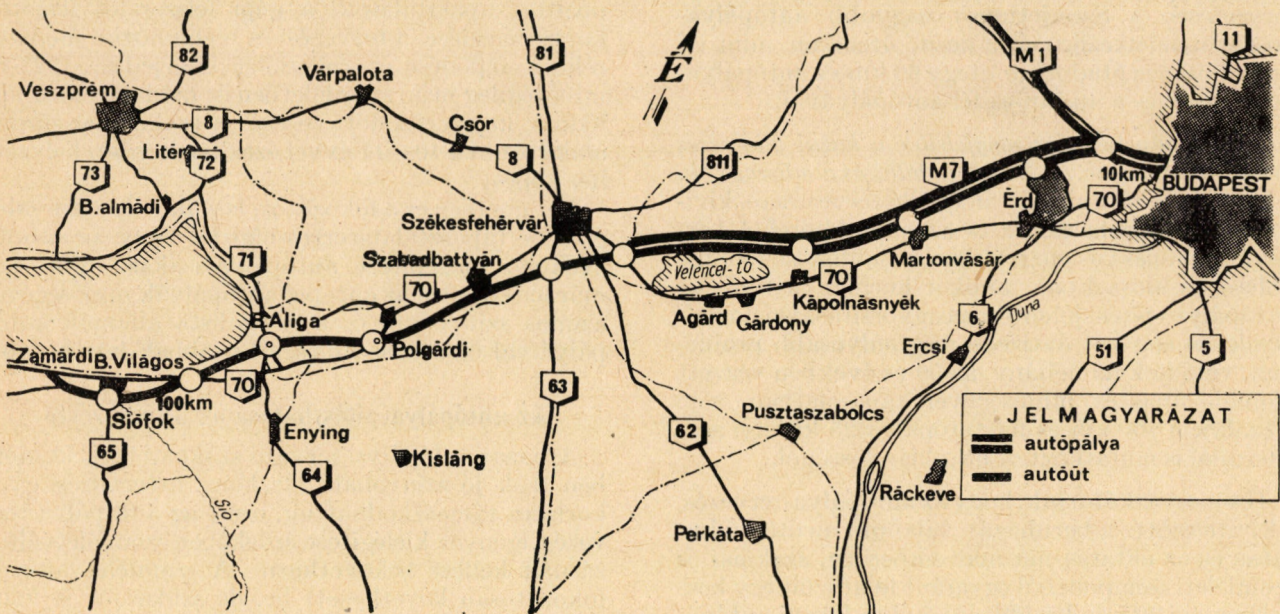 82
81
É
M1
11
Veszprém
Várpalota
8
Csór
8
Litér
72
73
811
M7
10km
BUDAPEST
B.almádi
Érd
70
Székesfehérvár
71
Szabadbattyán
Velencei-tó
Martonvásár
70
70
Kápolnásnyék
B.Aliga
Agárd
Gárdony
6
Duna
Zamárdi
B.Világos
Polgárdi
Ercsi
51
5
70
100km
63
Siófok
Enying
62
Pusztaszabolcs
JELMAGYARÁZAT
autópálya
autóút
65
Kisláng
64
Ráckeve
Sió
Perkáta